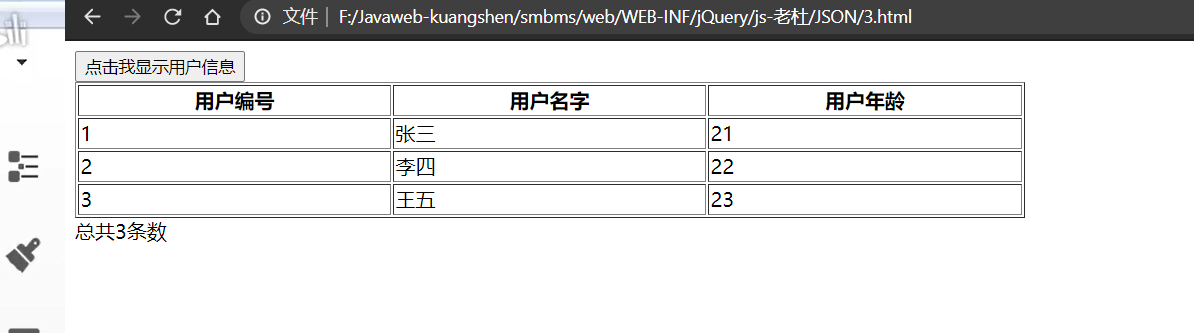 文件 | F:/Javaweb-kuangshen/smbms/web/WEB-INF/jQuery/js-老杜/JSON/3.html
点击我显示用户信息
用户编号 用户名字 用户年龄
1 张三 21
2 李四 22
3 王五 23
总共3条数